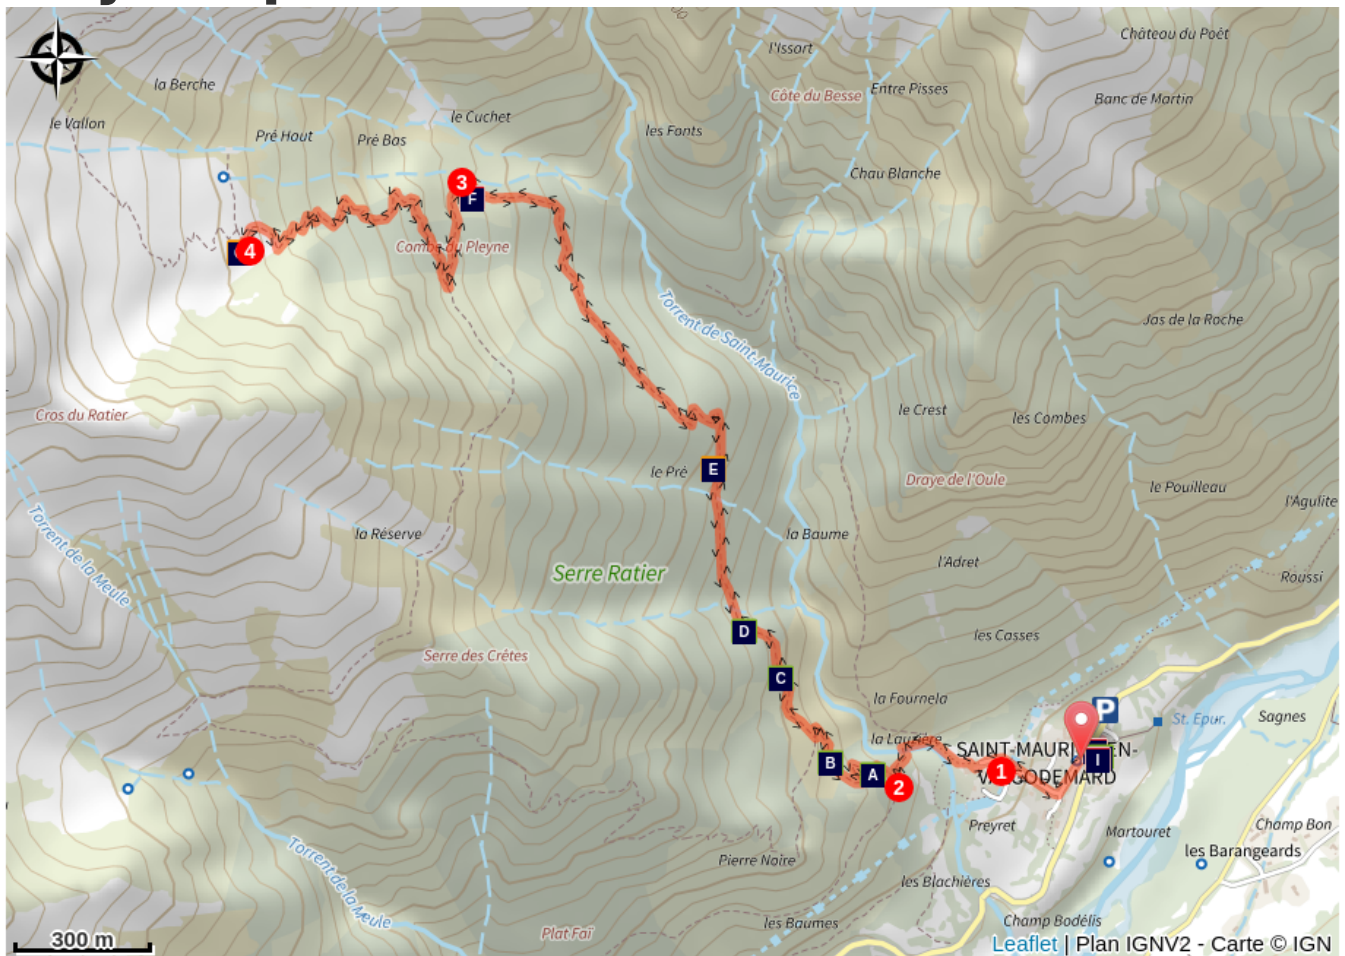 Château du Poët
l'Issart
Côte du Besse
Entre Pisses
Banc de Martin
la Berche
le Vallon
Pré Haut
Pré Bas
le Cuchet
les Fonts
Chau Blanche
3
F
4
Combe du Pleyne
Torrent de Saint-Maurice
Jas de la Roche
Cros du Ratier
le Crest
les Combes
le Pré
E
Draye de l'Oule
le Pouilleau
l'Agulite
Torrent de la Meule
la Réserve
la Baume
l'Adret
Serre Ratier
Roussi
D
les Casses
Serre des Crêtes
C
la Fournela
P
St. Epur.
Sagnes
la Lauzière
SAINT-MAURICE-EN-
VALGODEMARD
I
1
B
A
2
Preyret
Martouret
Champ Bon
les Barangeards
Torrent de la Meule
Pierre Noire
les Blachières
les Baumes
Champ Bodélis
Plat Faï
300 m
Leaflet | Plan IGNV2 - Carte © IGN